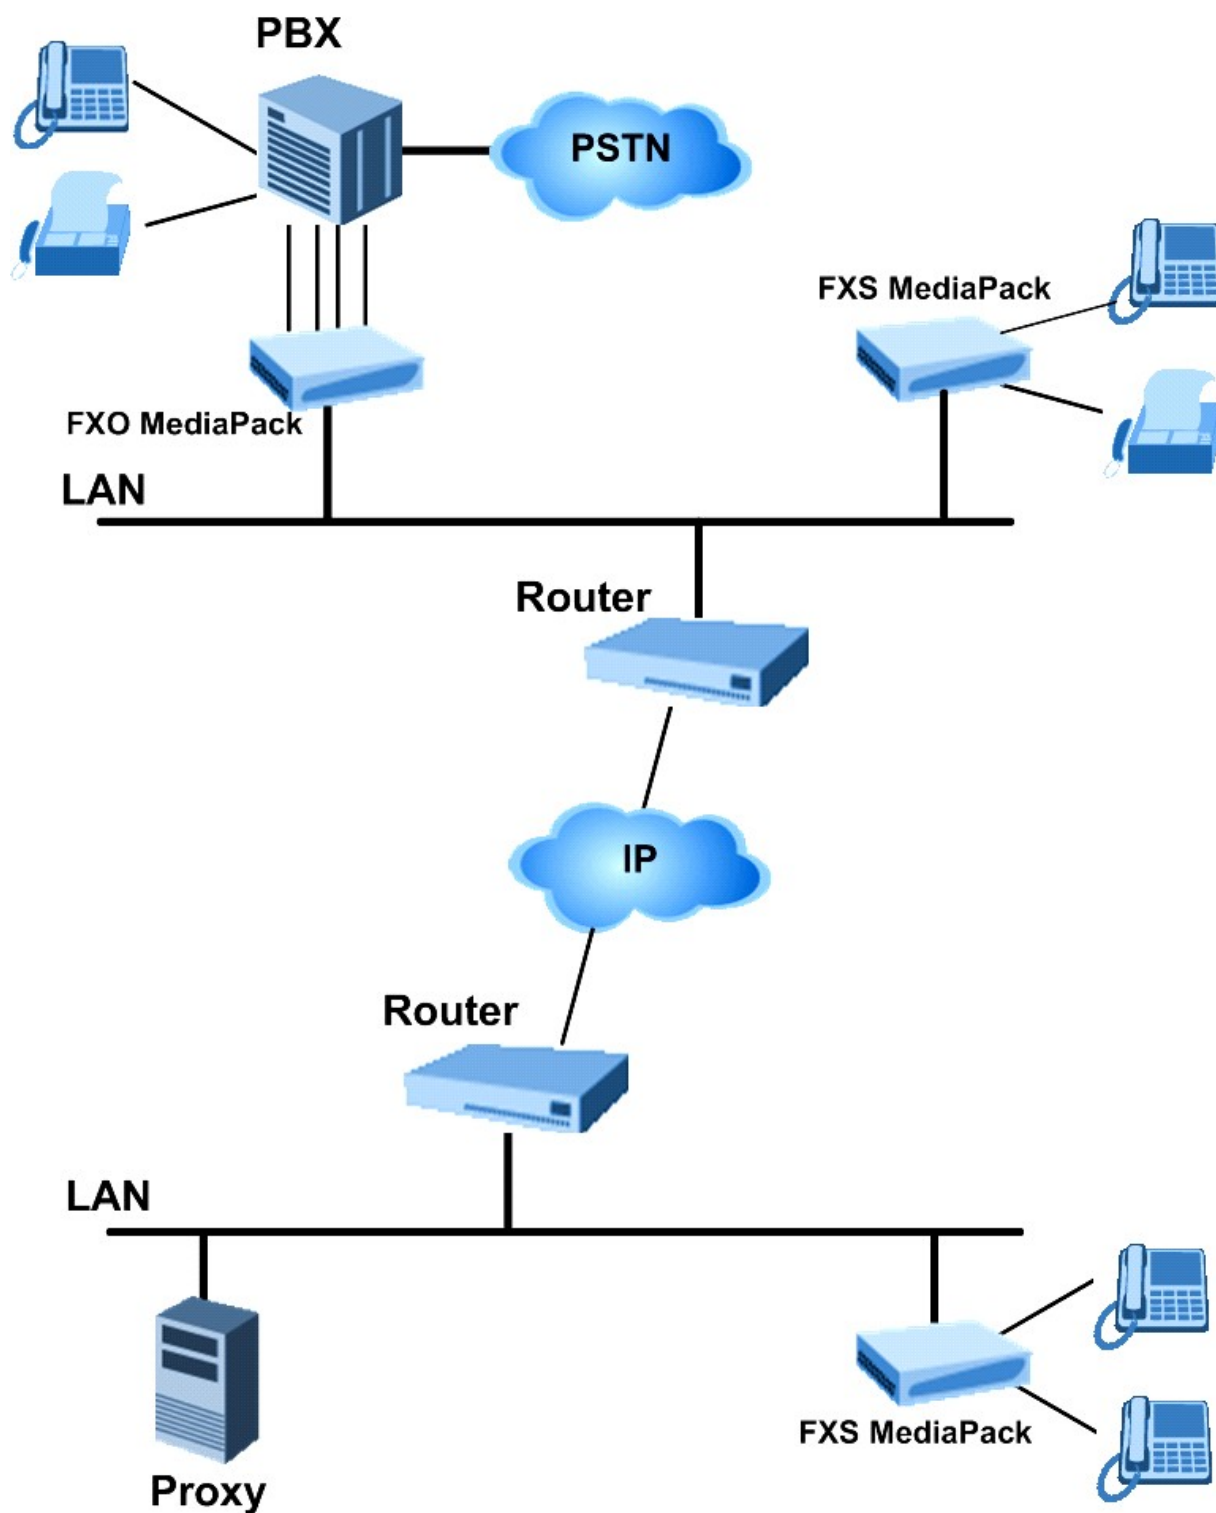 PBX
PSTN
FXS MediaPack
FXO MediaPack
LAN
Router
IP
Router
LAN
FXS MediaPack
Proxy